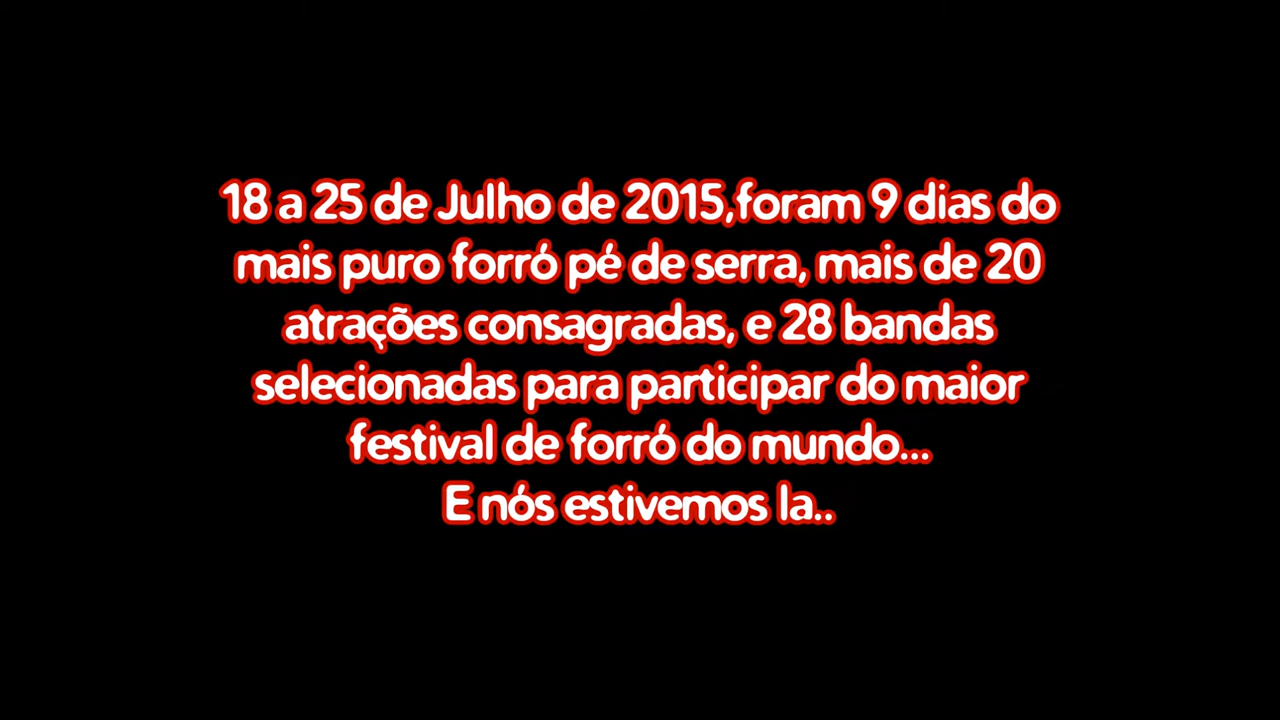 18 a 25 de Julho de 2015,foram 9 dias do
mais puro forró pé de serra, mais de 20
atrações consagradas, e 28 bandas
selecionadas para participar do maior
festival de forró do mundo...
E nós estivemos la..